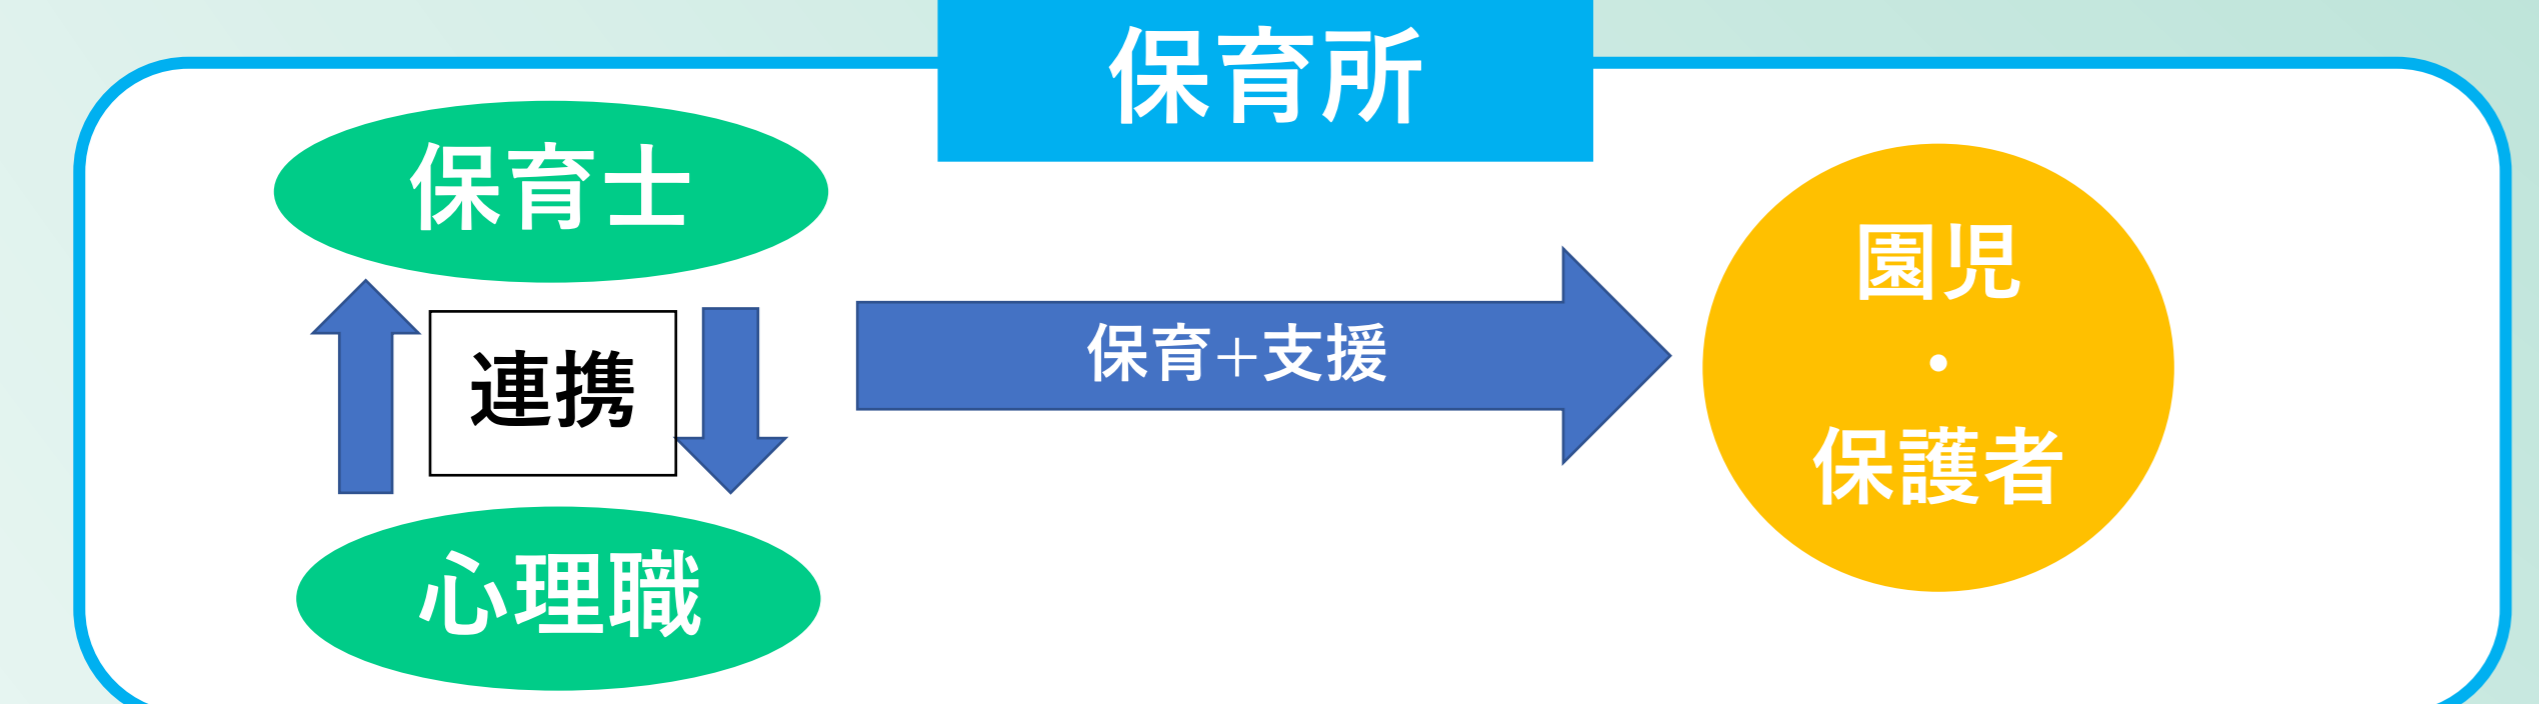 保育所
保育士
連携
心理職
保育+支援
園児
・
保護者